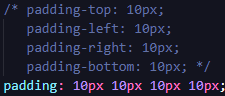 /* padding-top: 10px;
padding-left: 10px;
padding-right: 10px;
padding-bottom: 10px; */
padding: 10px 10px 10px 10px;